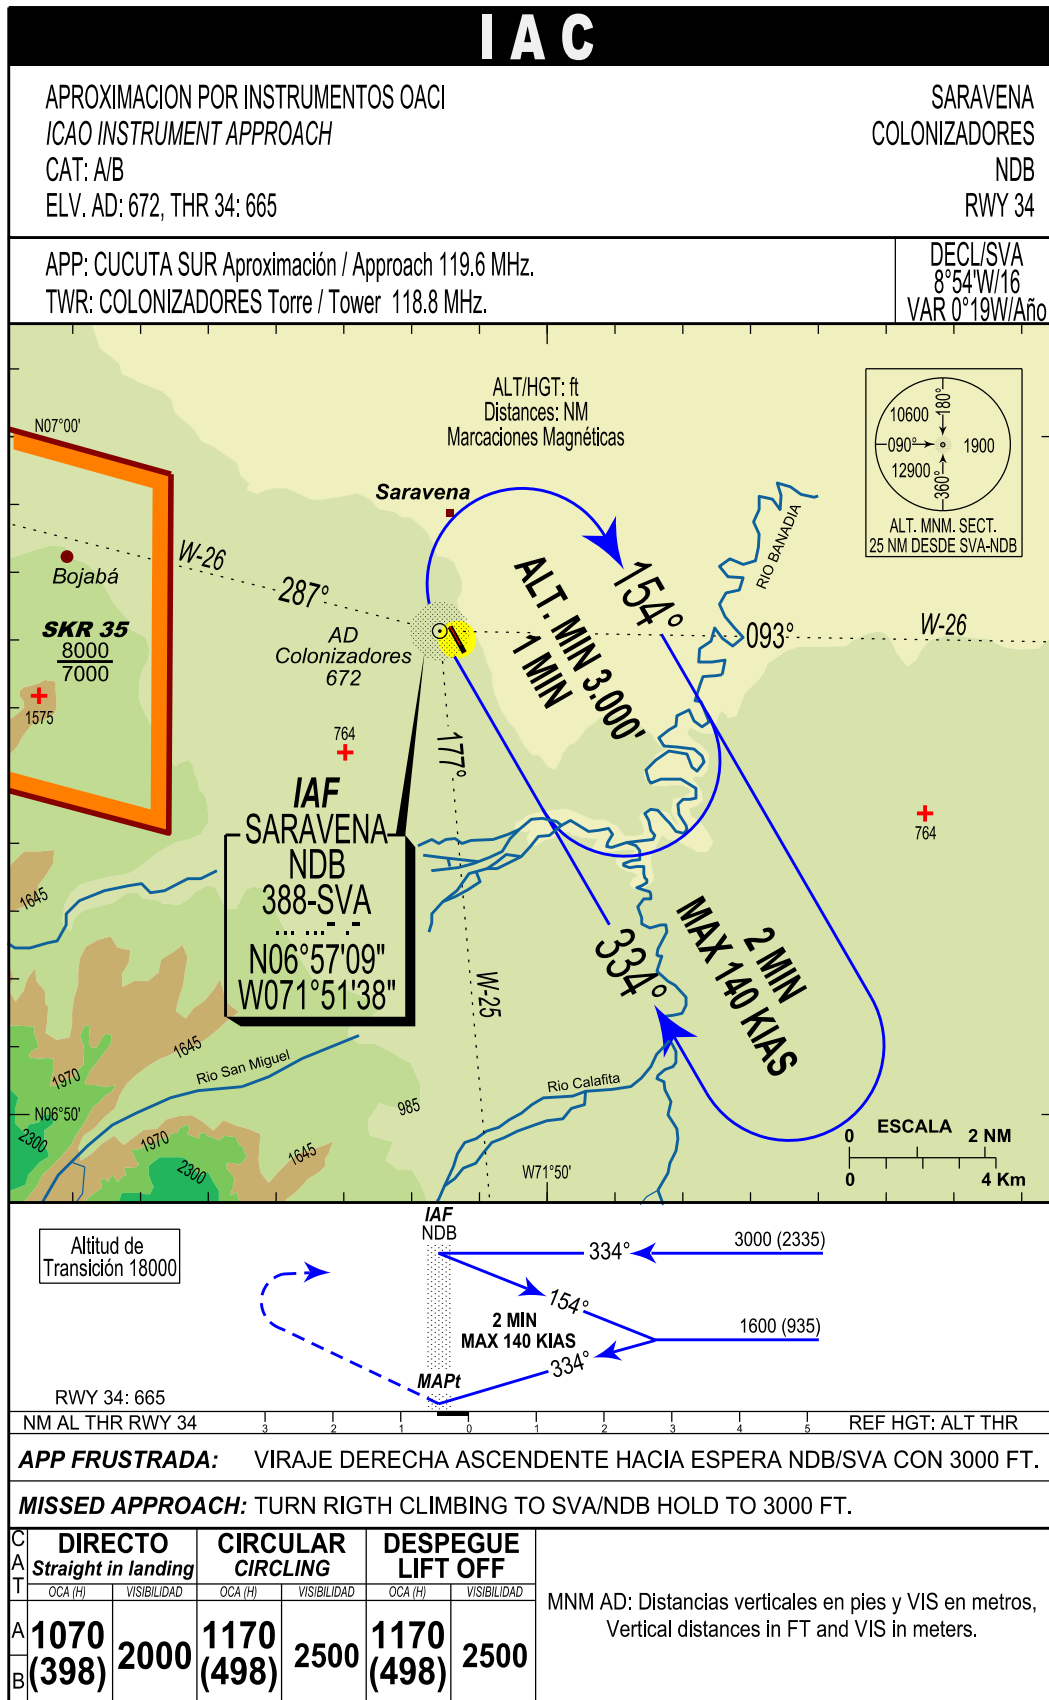 IAC
APROXIMACION POR INSTRUMENTOS OACI
ICAO INSTRUMENT APPROACH
CAT: A/B
ELV. AD: 672, THR 34: 665
SARAVENA
COLONIZADORES
NDB
RWY 34
APP: CUCUTA SUR Aproximación / Approach 119.6 MHz.
TWR: COLONIZADORES Torre / Tower 118.8 MHz.
DECL/SVA
8°54'W/16
VAR 0°19W/Año
ALT/HGT: ft
Distances: NM
Marcaciones Magnéticas
10600
180°
090°
1900
12900
360°
ALT. MNM. SECT.
25 NM DESDE SVA-NDB
N07°00'
Saravena
RIO BANADIA
W-26
287°
Bojabá
SKR 35
8000
7000
1575
AD
Colonizadores
672
154°
ALT. MIN 3.000'
1 MIN
093°
W-26
764
177°
764
IAF
SARAVENA
NDB
388-SVA
... ...- .-
N06°57'09"
W071°51'38"
1645
334°
2 MIN
MAX 140 KIAS
W-25
1645
Rio San Miguel
1970
N06°50'
2300
1970
2300
1645
985
Rio Calafita
W71°50'
ESCALA
0 2 NM
0 4 Km
Altitud de
Transición 18000
IAF
NDB
334°
3000 (2335)
154°
2 MIN
MAX 140 KIAS
1600 (935)
334°
MAPt
RWY 34: 665
NM AL THR RWY 34
3 2 1 0 1 2 3 4 5
REF HGT: ALT THR
APP FRUSTRADA: VIRAJE DERECHA ASCENDENTE HACIA ESPERA NDB/SVA CON 3000 FT.
MISSED APPROACH: TURN RIGTH CLIMBING TO SVA/NDB HOLD TO 3000 FT.
CAT
DIRECTO
Straight in landing
CIRCULAR
CIRCLING
DESPEGUE
LIFT OFF
OCA (H) VISIBILIDAD OCA (H) VISIBILIDAD OCA (H) VISIBILIDAD
A
B
1070
(398)
2000
1170
(498)
2500
1170
(498)
2500
MNM AD: Distancias verticales en pies y VIS en metros,
Vertical distances in FT and VIS in meters.